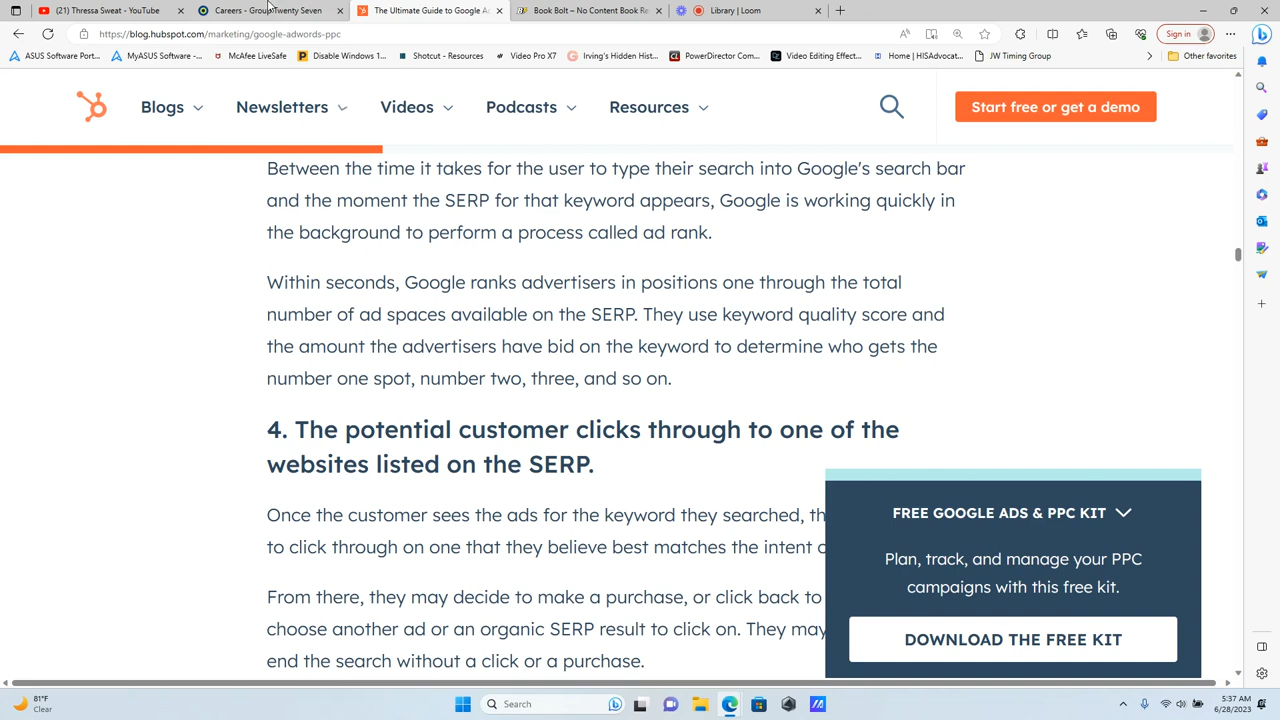 (21) Thressa Sweat - YouTube
Careers - GroupTwenty Seven
The Ultimate Guide to Google A
Book Bolt – No Content Book Re
Library | Loom
https://blog.hubspot.com/marketing/google-adwords-ppc
Sign in
ASUS Software Port...
MyASUS Software -...
McAfee LiveSafe
Disable Windows 1...
Shotcut - Resources
Video Pro X7
Irving's Hidden Hist...
PowerDirector Com...
Video Editing Effect...
Home | HISAdvocat...
JW Timing Group
Other favorites
Blogs
Newsletters
Videos
Podcasts
Resources
Start free or get a demo
Between the time it takes for the user to type their search into Google's search bar
and the moment the SERP for that keyword appears, Google is working quickly in
the background to perform a process called ad rank.
Within seconds, Google ranks advertisers in positions one through the total
number of ad spaces available on the SERP. They use keyword quality score and
the amount the advertisers have bid on the keyword to determine who gets the
number one spot, number two, three, and so on.
4. The potential customer clicks through to one of the
websites listed on the SERP.
Once the customer sees the ads for the keyword they searched, th
to click through on one that they believe best matches the intent
From there, they may decide to make a purchase, or click back to
choose another ad or an organic SERP result to click on. They may
end the search without a click or a purchase.
FREE GOOGLE ADS & PPC KIT
Plan, track, and manage your PPC
campaigns with this free kit.
DOWNLOAD THE FREE KIT
81°F
Clear
Search
5:37 AM
6/28/2023